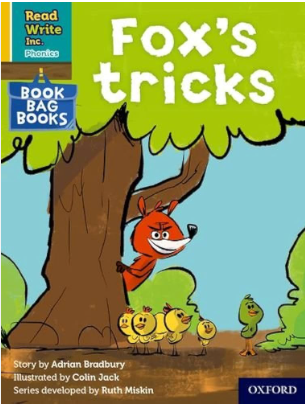 Read
Write
Inc.
Phonics
BOOK
BAG
BOOKS
Fox's
tricks
Story by Adrian Bradbury
Illustrated by Colin Jack
Series developed by Ruth Miskin
OXFORD